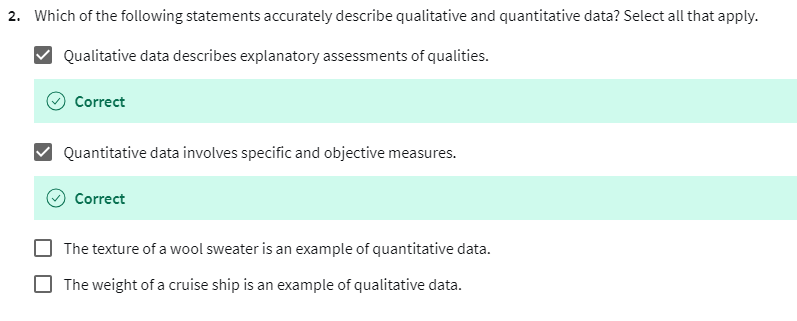 2. Which of the following statements accurately describe qualitative and quantitative data? Select all that apply.
Qualitative data describes explanatory assessments of qualities.
Correct
Quantitative data involves specific and objective measures.
Correct
The texture of a wool sweater is an example of quantitative data.
The weight of a cruise ship is an example of qualitative data.